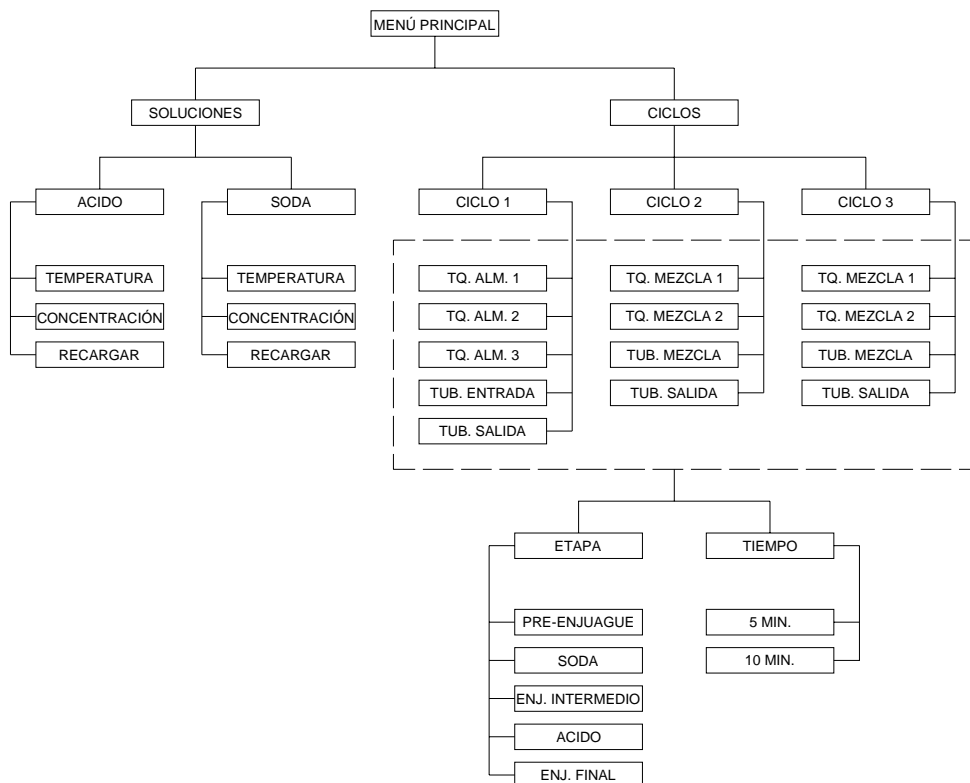 MENÚ PRINCIPAL
SOLUCIONES
CICLOS
ACIDO
SODA
CICLO 1
CICLO 2
CICLO 3
TEMPERATURA
TEMPERATURA
TQ. ALM. 1
TQ. MEZCLA 1
TQ. MEZCLA 1
CONCENTRACIÓN
CONCENTRACIÓN
TQ. ALM. 2
TQ. MEZCLA 2
TQ. MEZCLA 2
RECARGAR
RECARGAR
TQ. ALM. 3
TUB. MEZCLA
TUB. MEZCLA
TUB. ENTRADA
TUB. SALIDA
TUB. SALIDA
TUB. SALIDA
ETAPA
TIEMPO
PRE-ENJUAGUE
5 MIN.
SODA
10 MIN.
ENJ. INTERMEDIO
ACIDO
ENJ. FINAL